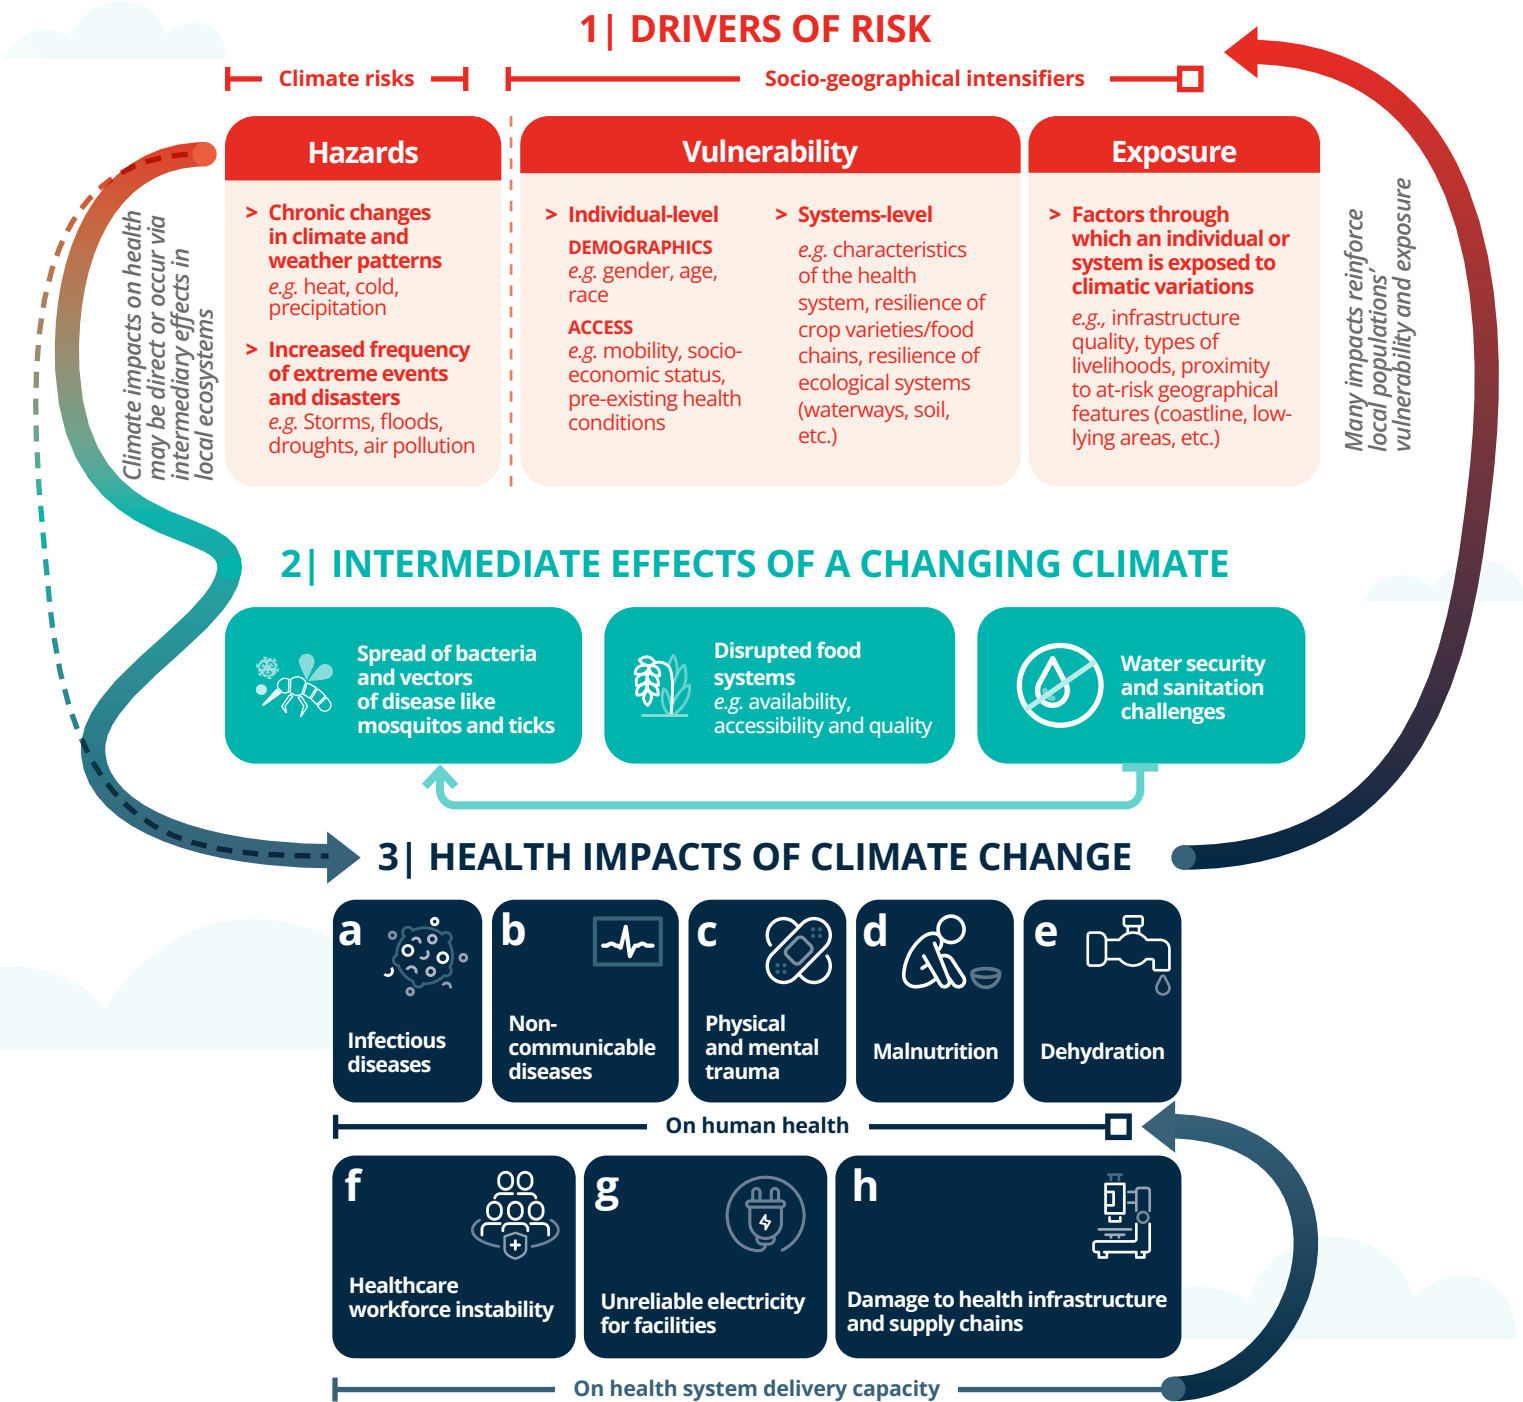 1| DRIVERS OF RISK
Climate risks
Socio-geographical intensifiers
Hazards
> Chronic changes
in climate and
weather patterns
e.g. heat, cold,
precipitation
> Increased frequency
of extreme events
and disasters
e.g. Storms, floods,
droughts, air pollution
Vulnerability
> Individual-level
DEMOGRAPHICS
e.g. gender, age,
race
ACCESS
e.g. mobility, socio-
economic status,
pre-existing health
conditions
> Systems-level
e.g. characteristics
of the health
system, resilience of
crop varieties/food
chains, resilience of
ecological systems
(waterways, soil,
etc.)
Exposure
> Factors through
which an individual or
system is exposed to
climatic variations
e.g., infrastructure
quality, types of
livelihoods, proximity
to at-risk geographical
features (coastline, low-
lying areas, etc.)
Climate impacts on health
may be direct or occur via
intermediary effects in
local ecosystems
Many impacts reinforce
local populations’
vulnerability and exposure
2| INTERMEDIATE EFFECTS OF A CHANGING CLIMATE
Spread of bacteria
and vectors
of disease like
mosquitos and ticks
Disrupted food
systems
e.g. availability,
accessibility and quality
Water security
and sanitation
challenges
3| HEALTH IMPACTS OF CLIMATE CHANGE
a
Infectious
diseases
b
Non-
communicable
diseases
c
Physical
and mental
trauma
d
Malnutrition
e
Dehydration
On human health
f
Healthcare
workforce instability
g
Unreliable electricity
for facilities
h
Damage to health infrastructure
and supply chains
On health system delivery capacity